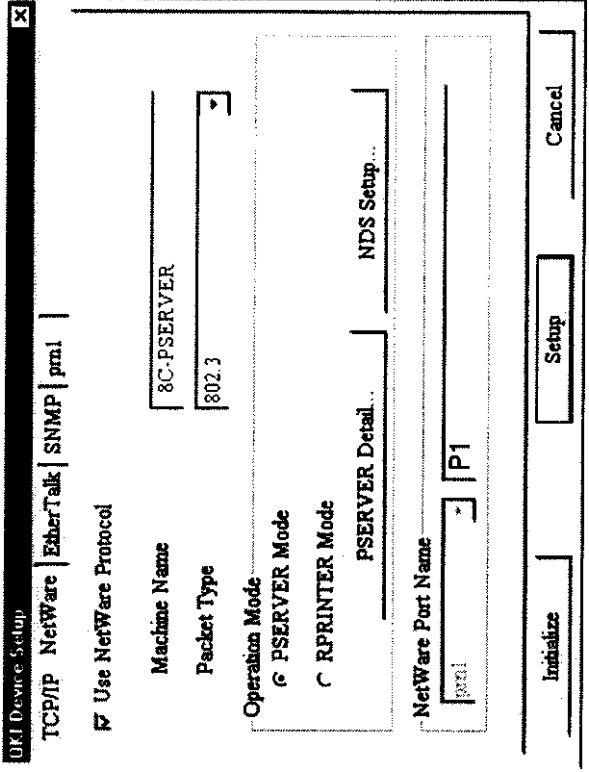 OKI Device Setup
TCP/IP NetWare EtherTalk SNMP prn1
Use NetWare Protocol
Machine Name 8C-PSERVER
Packet Type 802.3
Operation Mode
PSERVER Mode
RPRINTER Mode
PSERVER Detail... NDS Setup...
NetWare Port Name
prn1 P1
Initialize Setup Cancel